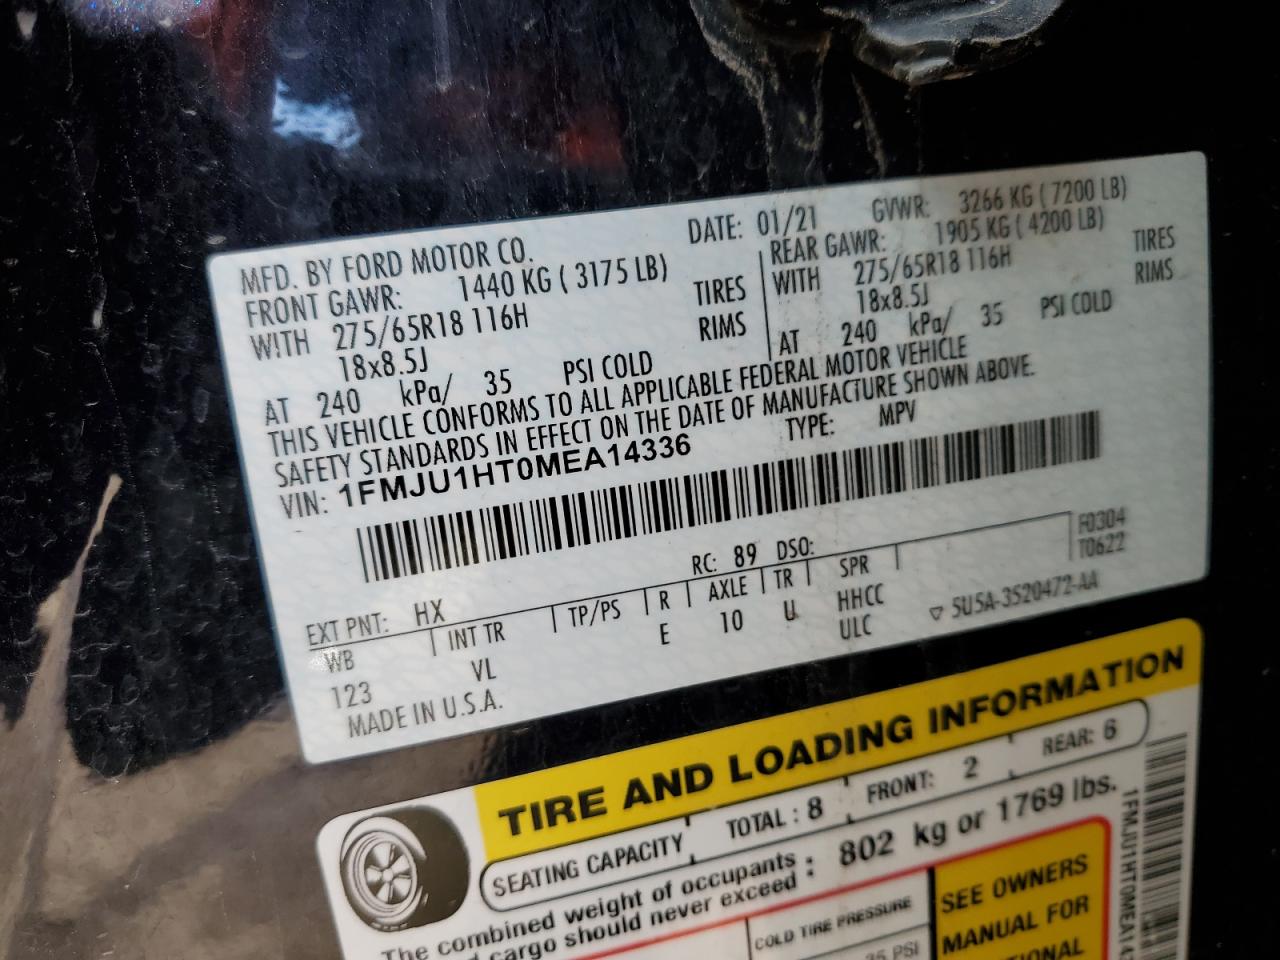 MFD. BY FORD MOTOR CO.
DATE: 01/21 GVWR: 3266 KG ( 7200 LB)
FRONT GAWR: 1440 KG ( 3175 LB)
REAR GAWR: 1905 KG ( 4200 LB)
WITH 275/65R18 116H TIRES
WITH 275/65R18 116H TIRES
18x8.5J RIMS
18x8.5J RIMS
AT 240 kPa/ 35 PSI COLD
AT 240 kPa/ 35 PSI COLD
THIS VEHICLE CONFORMS TO ALL APPLICABLE FEDERAL MOTOR VEHICLE
SAFETY STANDARDS IN EFFECT ON THE DATE OF MANUFACTURE SHOWN ABOVE.
VIN: 1FMJU1HT0MEA14336 TYPE: MPV
F0304
T0622
RC: 89 DSO:
EXT PNT: HX
WB INT TR TP/PS R AXLE TR SPR
123 VL E 10 U HHCC
ULC
MADE IN U.S.A.
▽ 5U5A-3520472-AA
TIRE AND LOADING INFORMATION
SEATING CAPACITY TOTAL : 8 FRONT: 2 REAR: 6
The combined weight of occupants : 802 kg or 1769 lbs.
cargo should never exceed :
COLD TIRE PRESSURE
35 PSI
SEE OWNERS
MANUAL FOR
1FMJU1HT0MEA14